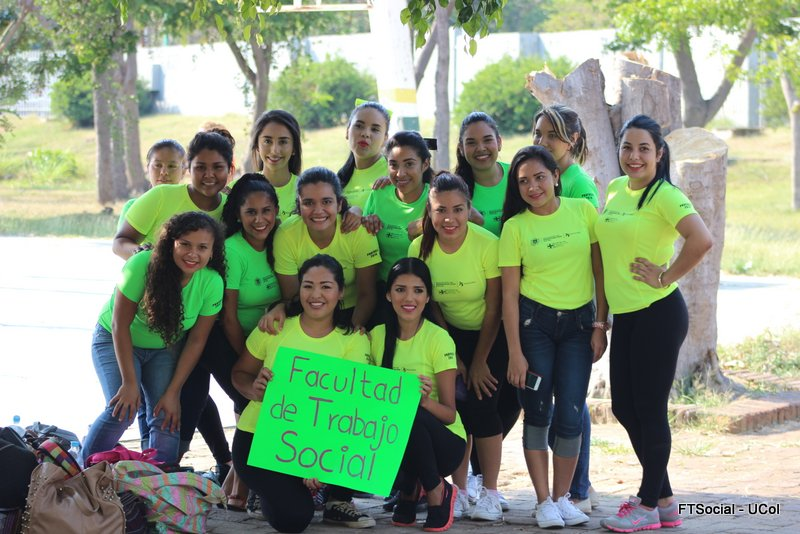 Facultad
de Trabajo
Social
FTSocial - UCol